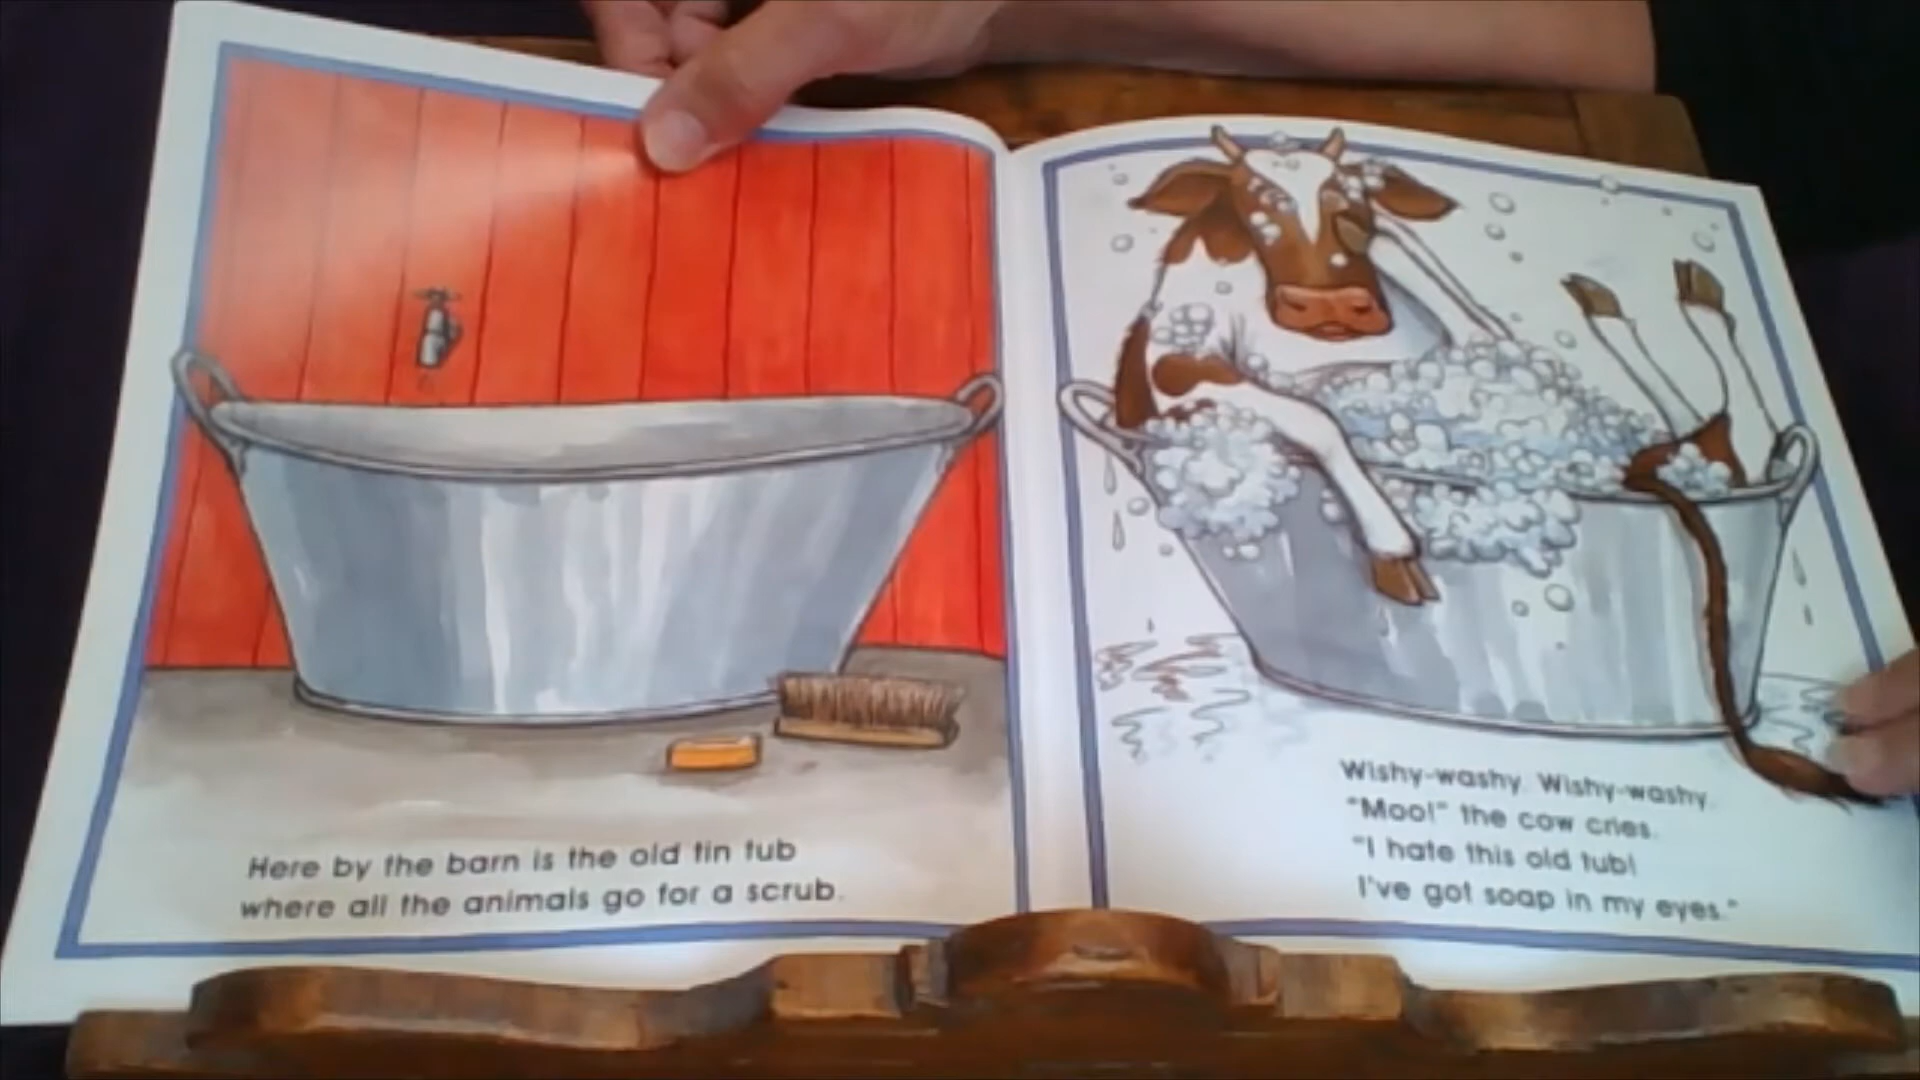 Here by the barn is the old tin tub
where all the animals go for a scrub.
Wishy-washy. Wishy-washy.
"Moo!" the cow cries.
"I hate this old tub!
I've got soap in my eyes."